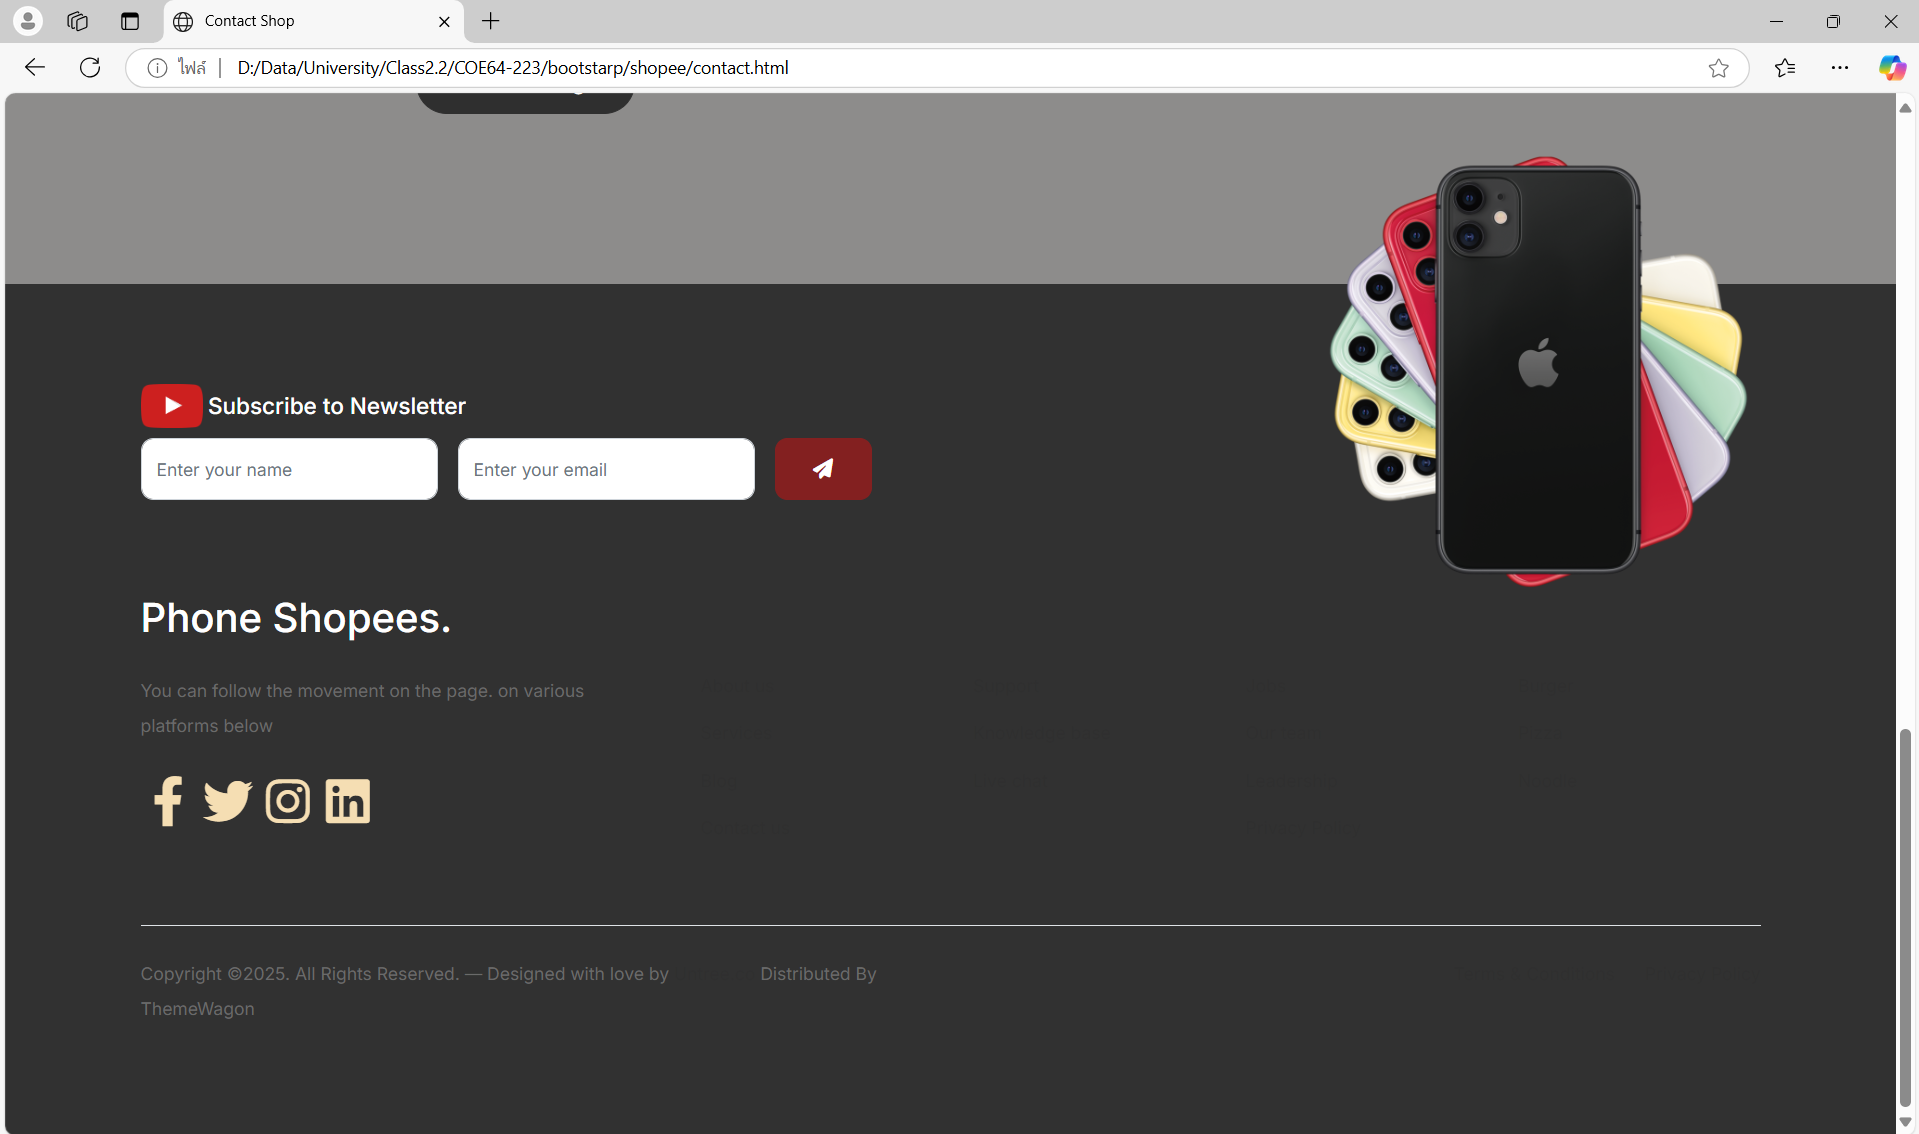 Contact Shop
ไฟล์
D:/Data/University/Class2.2/COE64-223/bootstarp/shopee/contact.html
Subscribe to Newsletter
Enter your name
Enter your email
Phone Shopees.
You can follow the movement on the page. on various
platforms below
Copyright ©2025. All Rights Reserved. — Designed with love by
Distributed By
ThemeWagon